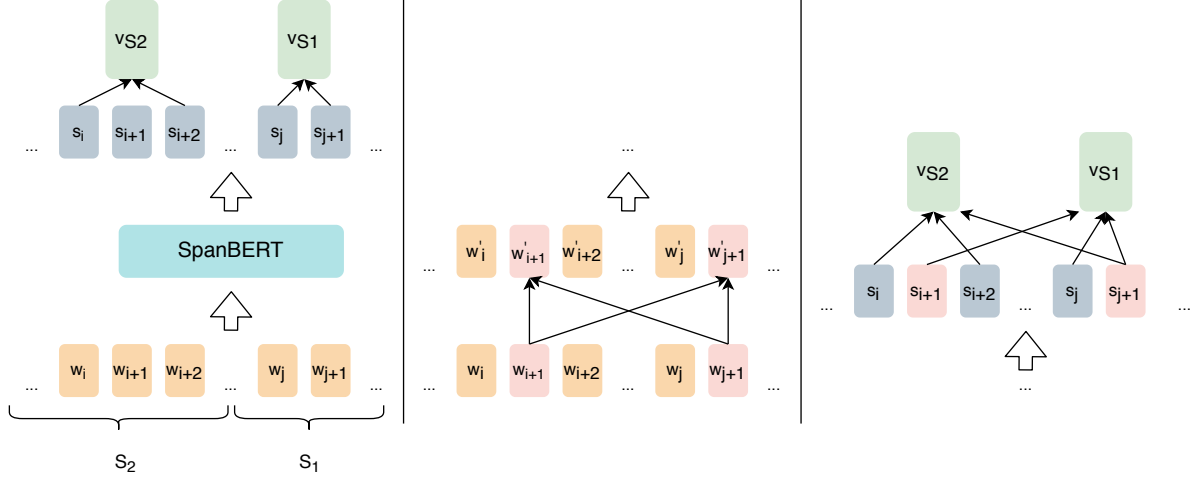 vS2 vS1
... si si+1 si+2 ... sj sj+1 ...
SpanBERT
... wi wi+1 wi+2 ... wj wj+1 ...
S2 S1
...
... w'i w'i+1 w'i+2 ... w'j w'j+1 ...
... wi wi+1 wi+2 ... wj wj+1 ...
vS2 vS1
... si si+1 si+2 ... sj sj+1 ...
...